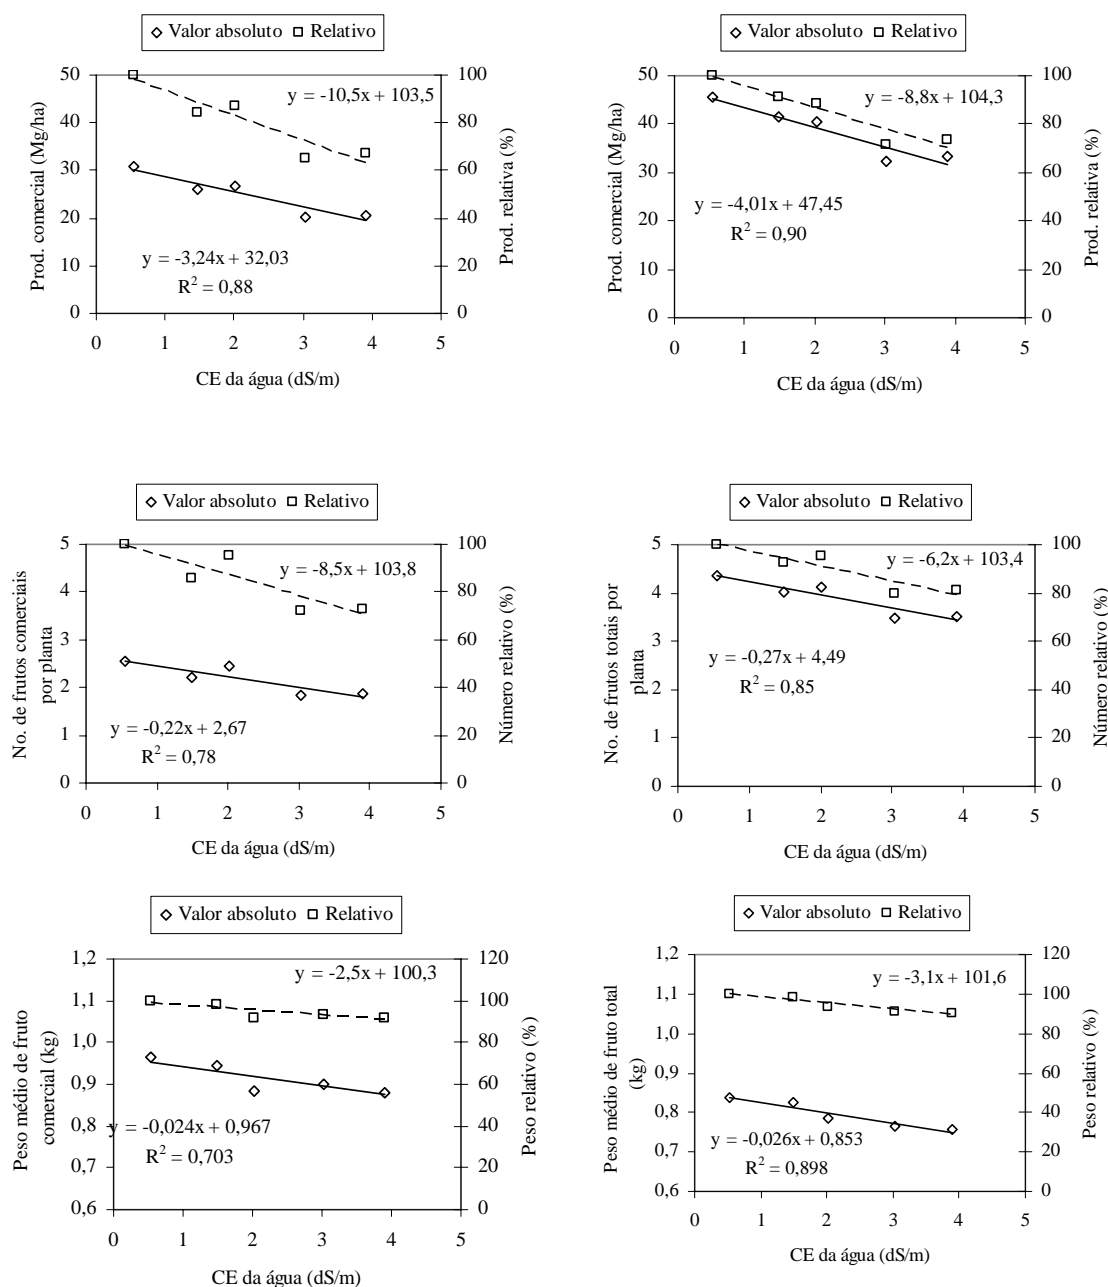 Valor absoluto Relativo
50
40
30
20
10
0
100
80
60
40
20
0
y = -10,5x + 103,5
y = -3,24x + 32,03
R² = 0,88
0 1 2 3 4 5
CE da água (dS/m)
Prod. comercial (Mg/ha)
Prod. relativa (%)
Valor absoluto Relativo
50
40
30
20
10
0
100
80
60
40
20
0
y = -8,8x + 104,3
y = -4,01x + 47,45
R² = 0,90
0 1 2 3 4 5
CE da água (dS/m)
Prod. comercial (Mg/ha)
Prod. relativa (%)
Valor absoluto Relativo
5
4
3
2
1
0
100
80
60
40
20
0
y = -8,5x + 103,8
y = -0,22x + 2,67
R² = 0,78
0 1 2 3 4 5
CE da água (dS/m)
No. de frutos comerciais
por planta
Número relativo (%)
Valor absoluto Relativo
5
4
3
2
1
0
100
80
60
40
20
0
y = -6,2x + 103,4
y = -0,27x + 4,49
R² = 0,85
0 1 2 3 4 5
CE da água (dS/m)
No. de frutos totais por
planta
Número relativo (%)
Valor absoluto Relativo
1,2
1,1
1,0
0,9
0,8
0,7
0,6
120
100
80
60
40
20
0
y = -2,5x + 100,3
y = -0,024x + 0,967
R² = 0,703
0 1 2 3 4 5
CE da água (dS/m)
Peso médio de fruto
comercial (kg)
Peso relativo (%)
Valor absoluto Relativo
1,2
1,1
1,0
0,9
0,8
0,7
0,6
120
100
80
60
40
20
0
y = -3,1x + 101,6
y = -0,026x + 0,853
R² = 0,898
0 1 2 3 4 5
CE da água (dS/m)
Peso médio de fruto total
(kg)
Peso relativo (%)